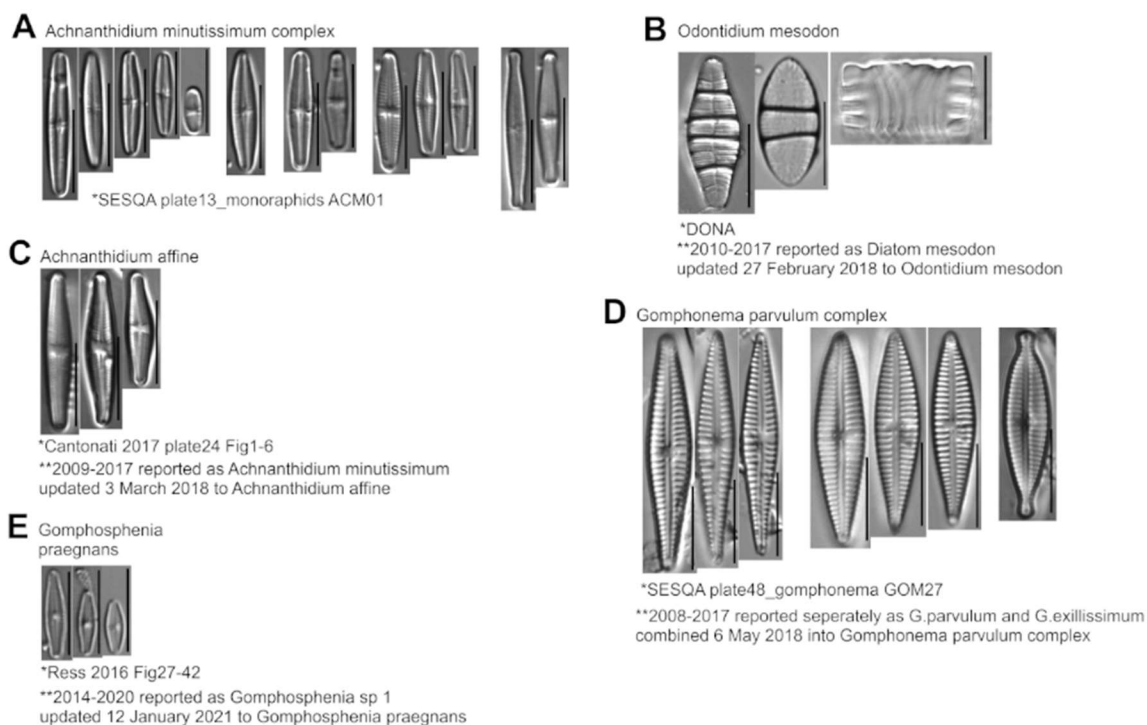 A Achnanthidium minutissimum complex
*SESQA plate13_monoraphids ACM01
B Odontidium mesodon
*DONA
**2010-2017 reported as Diatom mesodon
updated 27 February 2018 to Odontidium mesodon
C Achnanthidium affine
*Cantonati 2017 plate24 Fig1-6
**2009-2017 reported as Achnanthidium minutissimum
updated 3 March 2018 to Achnanthidium affine
D Gomphonema parvulum complex
*SESQA plate48_gomphonema GOM27
**2008-2017 reported seperately as G.parvulum and G.exillissimum
combined 6 May 2018 into Gomphonema parvulum complex
E Gomphosphenia
praegnans
*Ress 2016 Fig27-42
**2014-2020 reported as Gomphosphenia sp 1
updated 12 January 2021 to Gomphosphenia praegnans